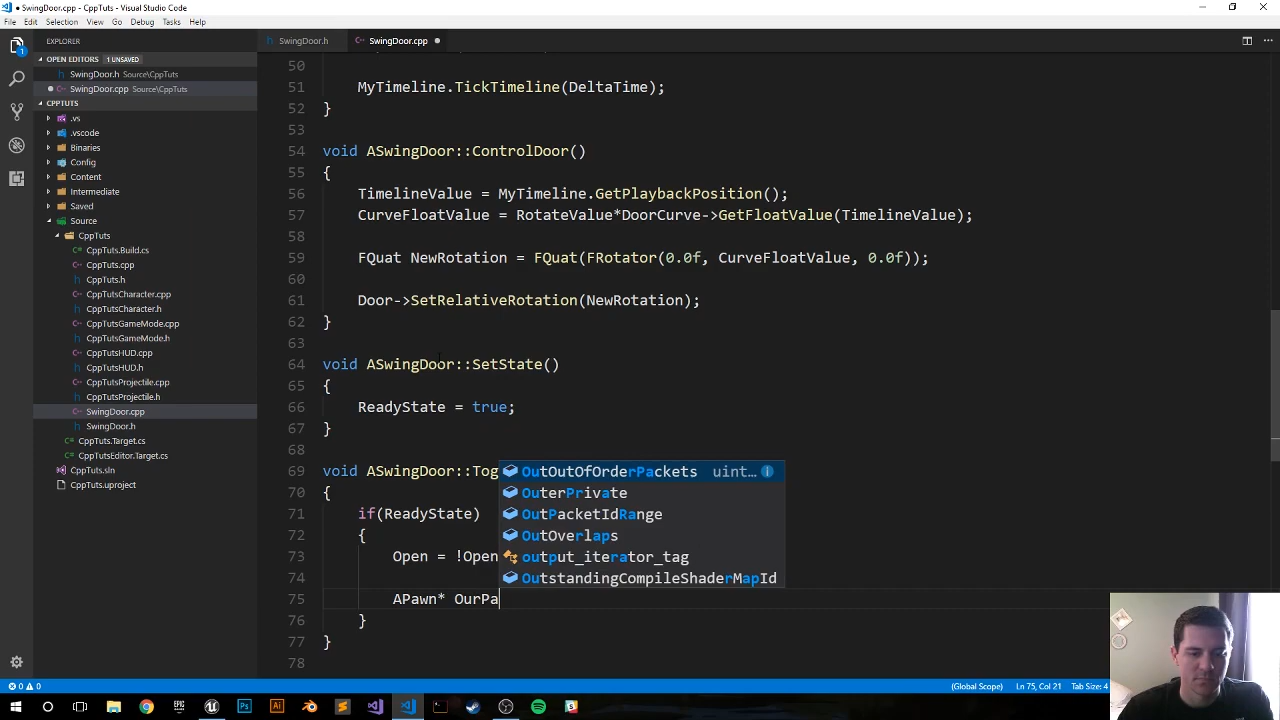 SwingDoor.cpp - CppTuts - Visual Studio Code
File Edit Selection View Go Debug Tasks Help
EXPLORER
SwingDoor.h
SwingDoor.cpp
OPEN EDITORS 1 UNSAVED
SwingDoor.h Source\CppTuts
SwingDoor.cpp Source\CppTuts
CPPTUTS
.vs
.vscode
Binaries
Config
Content
Intermediate
Saved
Source
CppTuts
CppTuts.Build.cs
CppTuts.cpp
CppTuts.h
CppTutsCharacter.cpp
CppTutsCharacter.h
CppTutsGameMode.cpp
CppTutsGameMode.h
CppTutsHUD.cpp
CppTutsHUD.h
CppTutsProjectile.cpp
CppTutsProjectile.h
SwingDoor.cpp
SwingDoor.h
CppTuts.Target.cs
CppTutsEditor.Target.cs
CppTuts.sln
CppTuts.uproject
50
51 MyTimeline.TickTimeline(DeltaTime);
52 }
53
54 void ASwingDoor::ControlDoor()
55 {
56 TimelineValue = MyTimeline.GetPlaybackPosition();
57 CurveFloatValue = RotateValue*DoorCurve->GetFloatValue(TimelineValue);
58
59 FQuat NewRotation = FQuat(FRotator(0.0f, CurveFloatValue, 0.0f));
60
61 Door->SetRelativeRotation(NewRotation);
62 }
63
64 void ASwingDoor::SetState()
65 {
66 ReadyState = true;
67 }
68
69 void ASwingDoor::Tog
70 {
71 if(ReadyState)
72 {
73 Open = !Open
74
75 APawn* OurPa
76 }
77 }
78
OutOutOfOrderPackets uint…
OuterPrivate
OutPacketIdRange
OutOverlaps
output_iterator_tag
OutstandingCompileShaderMapId
0 0
(Global Scope) Ln 75, Col 21 Tab Size: 4